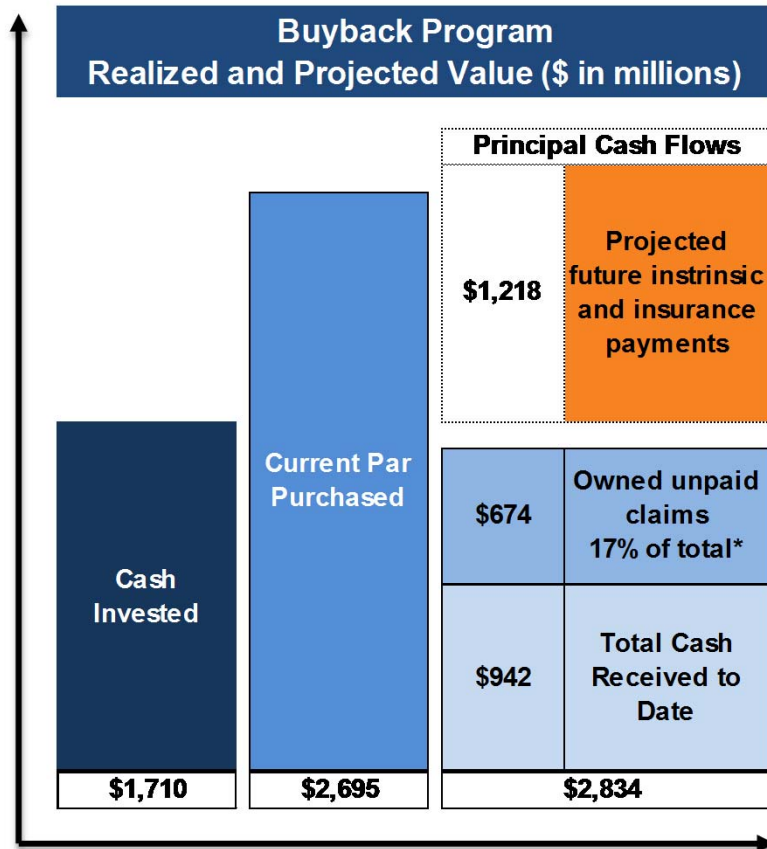 Buyback Program
Realized and Projected Value ($ in millions)
Principal Cash Flows
$1,218
Projected
future instrinsic
and insurance
payments
Current Par
Purchased
$674
Owned unpaid
claims
17% of total*
Cash
Invested
$942
Total Cash
Received to
Date
$1,710
$2,695
$2,834